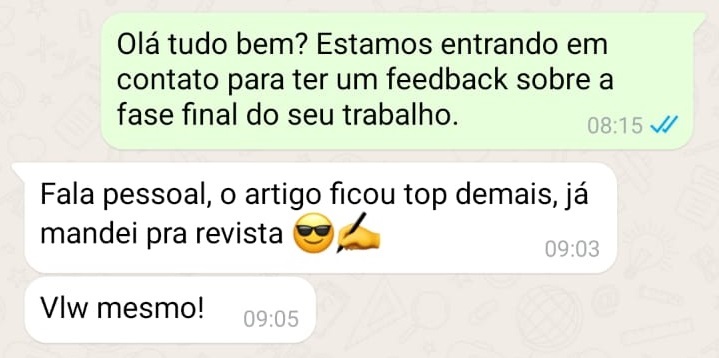 Olá tudo bem? Estamos entrando em
contato para ter um feedback sobre a
fase final do seu trabalho.
08:15
Fala pessoal, o artigo ficou top demais, já
mandei pra revista 😎✍️
09:03
Vlw mesmo!
09:05